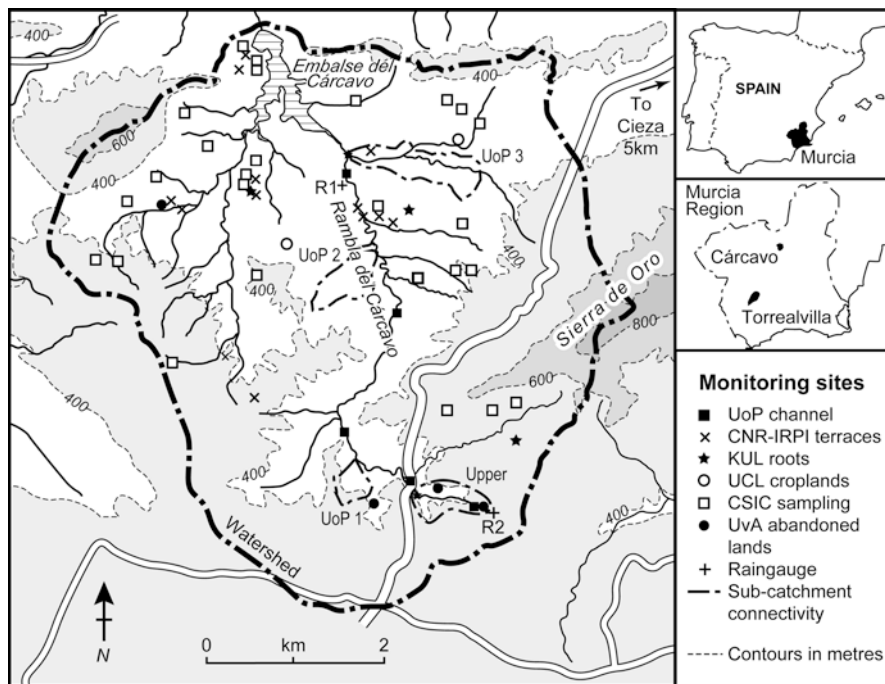 400
Embalse del
Cárcavo
400
600
400
To
Cieza
5km
UoP 3
R1
Rambla del Cárcavo
UoP 2
400
400
Sierra de Oro
800
600
400
400
Upper
UoP 1
R2
400
Watershed
N
0 km 2
SPAIN
Murcia
Murcia
Region
Cárcavo
Torrealvilla
Monitoring sites
UoP channel
CNR-IRPI terraces
KUL roots
UCL croplands
CSIC sampling
UvA abandoned
lands
Raingauge
Sub-catchment
connectivity
Contours in metres